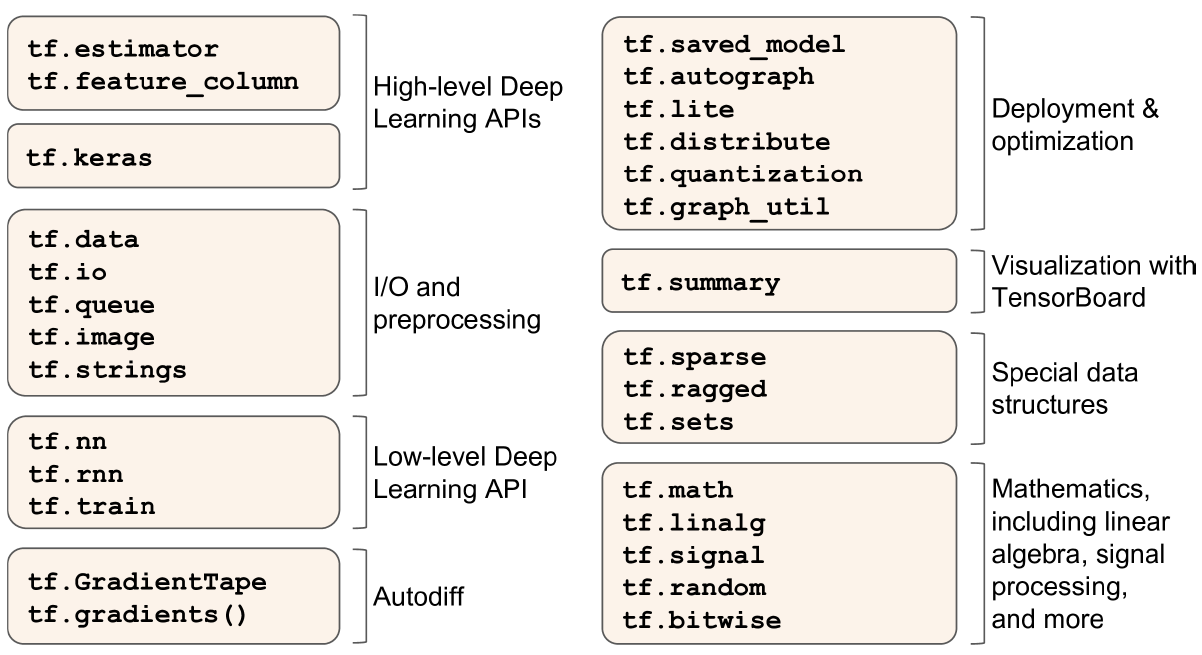 tf.estimator
tf.feature_column
tf.keras
High-level Deep
Learning APIs
tf.data
tf.io
tf.queue
tf.image
tf.strings
I/O and
preprocessing
tf.nn
tf.rnn
tf.train
Low-level Deep
Learning API
tf.GradientTape
tf.gradients()
Autodiff
tf.saved_model
tf.autograph
tf.lite
tf.distribute
tf.quantization
tf.graph_util
Deployment &
optimization
tf.summary
Visualization with
TensorBoard
tf.sparse
tf.ragged
tf.sets
Special data
structures
tf.math
tf.linalg
tf.signal
tf.random
tf.bitwise
Mathematics,
including linear
algebra, signal
processing,
and more